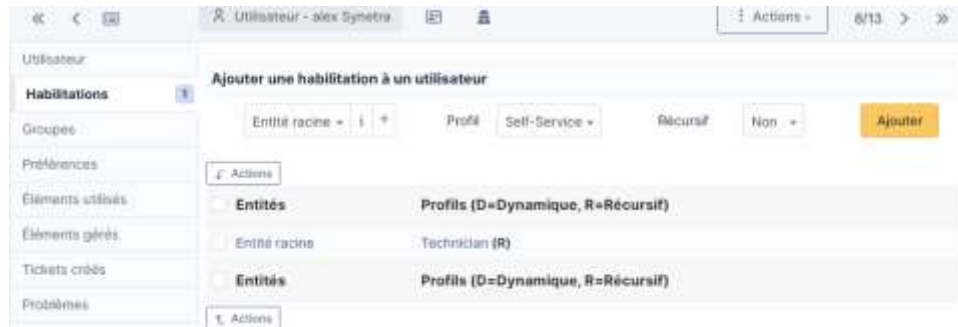 Utilisateur - alex Synetra
Actions
6/13
Utilisateur
Ajouter une habilitation à un utilisateur
Habilitations 1
Entité racine i + Profil Self-Service Récursif Non Ajouter
Groupes
Préférences
Actions
Éléments utilisés
Entités Profils (D=Dynamique, R=Récursif)
Éléments gérés
Entité racine Technician (R)
Tickets créés
Entités Profils (D=Dynamique, R=Récursif)
Problèmes
Actions